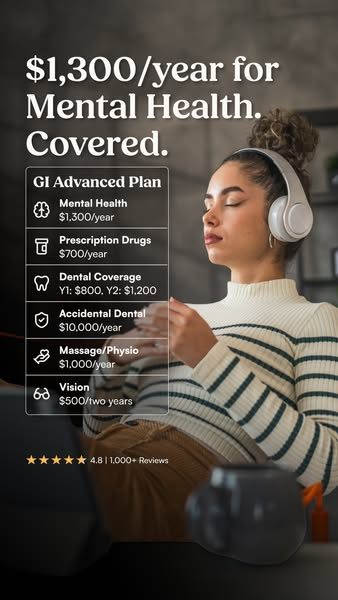 $1,300/year for
Mental Health.
Covered.
GI Advanced Plan
Mental Health
$1,300/year
Prescription Drugs
$700/year
Dental Coverage
Y1: $800, Y2: $1,200
Accidental Dental
$10,000/year
Massage/Physio
$1,000/year
Vision
$500/two years
★★★★★ 4.8 | 1,000+ Reviews